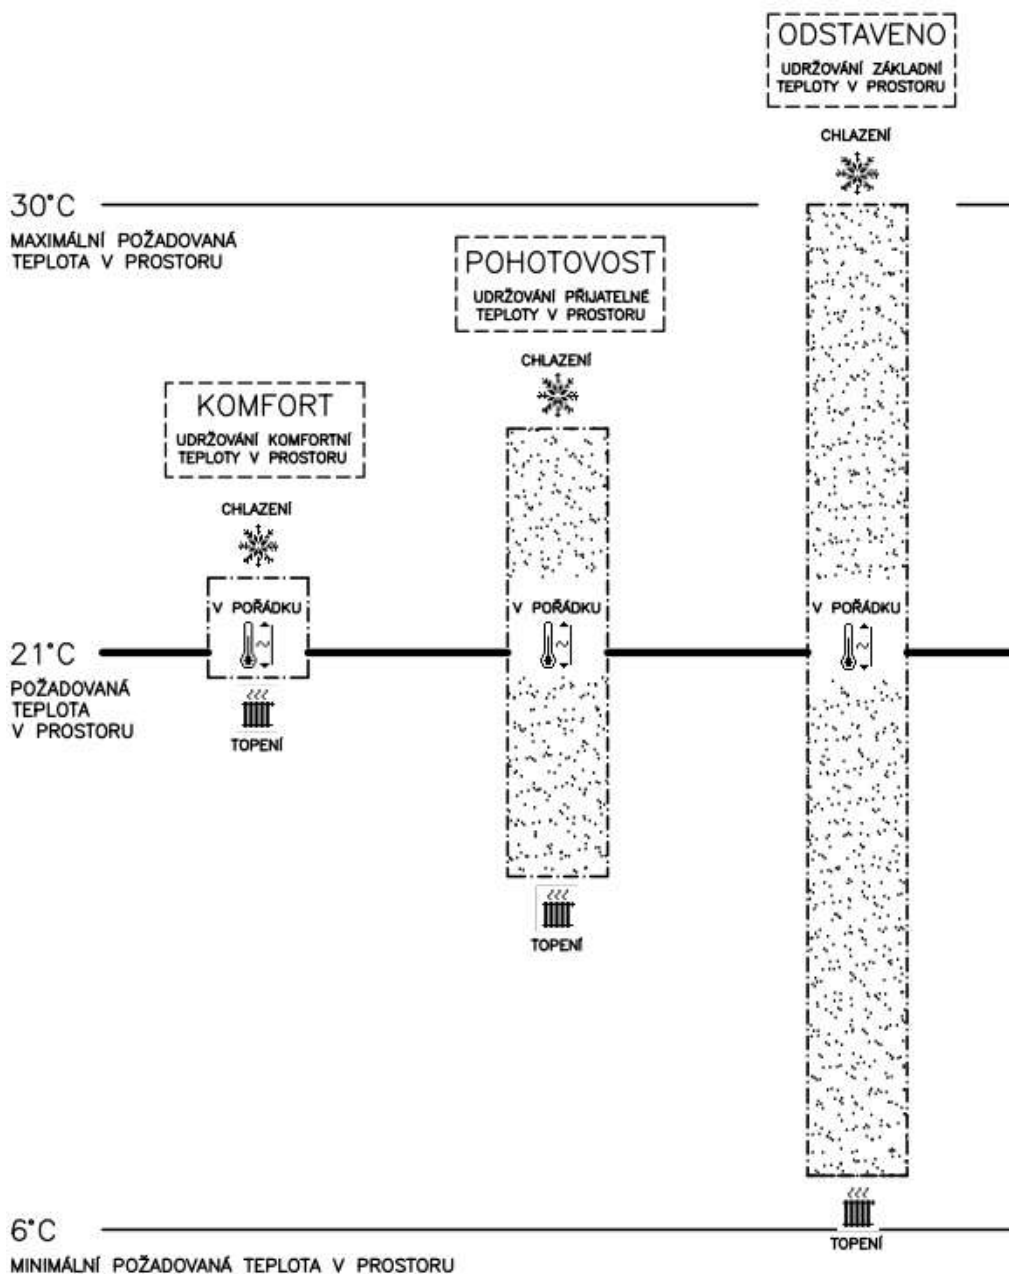 ODSTAVENO
UDRŽOVÁNÍ ZÁKLADNÍ
TEPLOTY V PROSTORU
CHLAZENÍ
30°C
MAXIMÁLNÍ POŽADOVANÁ
TEPLOTA V PROSTORU
POHOTOVOST
UDRŽOVÁNÍ PŘIJATELNÉ
TEPLOTY V PROSTORU
CHLAZENÍ
KOMFORT
UDRŽOVÁNÍ KOMFORTNÍ
TEPLOTY V PROSTORU
CHLAZENÍ
V POŘÁDKU
V POŘÁDKU
V POŘÁDKU
21°C
POŽADOVANÁ
TEPLOTA
V PROSTORU
TOPENÍ
TOPENÍ
6°C
TOPENÍ
MINIMÁLNÍ POŽADOVANÁ TEPLOTA V PROSTORU